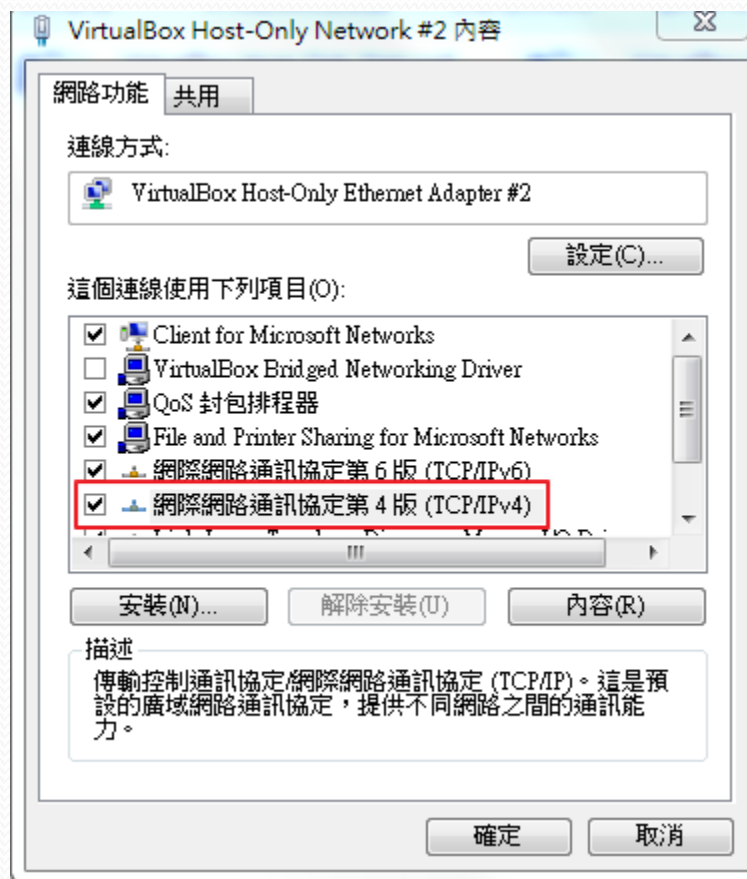 VirtualBox Host-Only Network #2 內容
網路功能
共用
連線方式:
VirtualBox Host-Only Ethernet Adapter #2
設定(C)...
這個連線使用下列項目(O):
Client for Microsoft Networks
VirtualBox Bridged Networking Driver
QoS 封包排程器
File and Printer Sharing for Microsoft Networks
網際網路通訊協定第 6 版 (TCP/IPv6)
網際網路通訊協定第 4 版 (TCP/IPv4)
安裝(N)...
解除安裝(U)
內容(R)
描述
傳輸控制通訊協定/網際網路通訊協定 (TCP/IP)。這是預
設的廣域網路通訊協定，提供不同網路之間的通訊能
力。
確定
取消